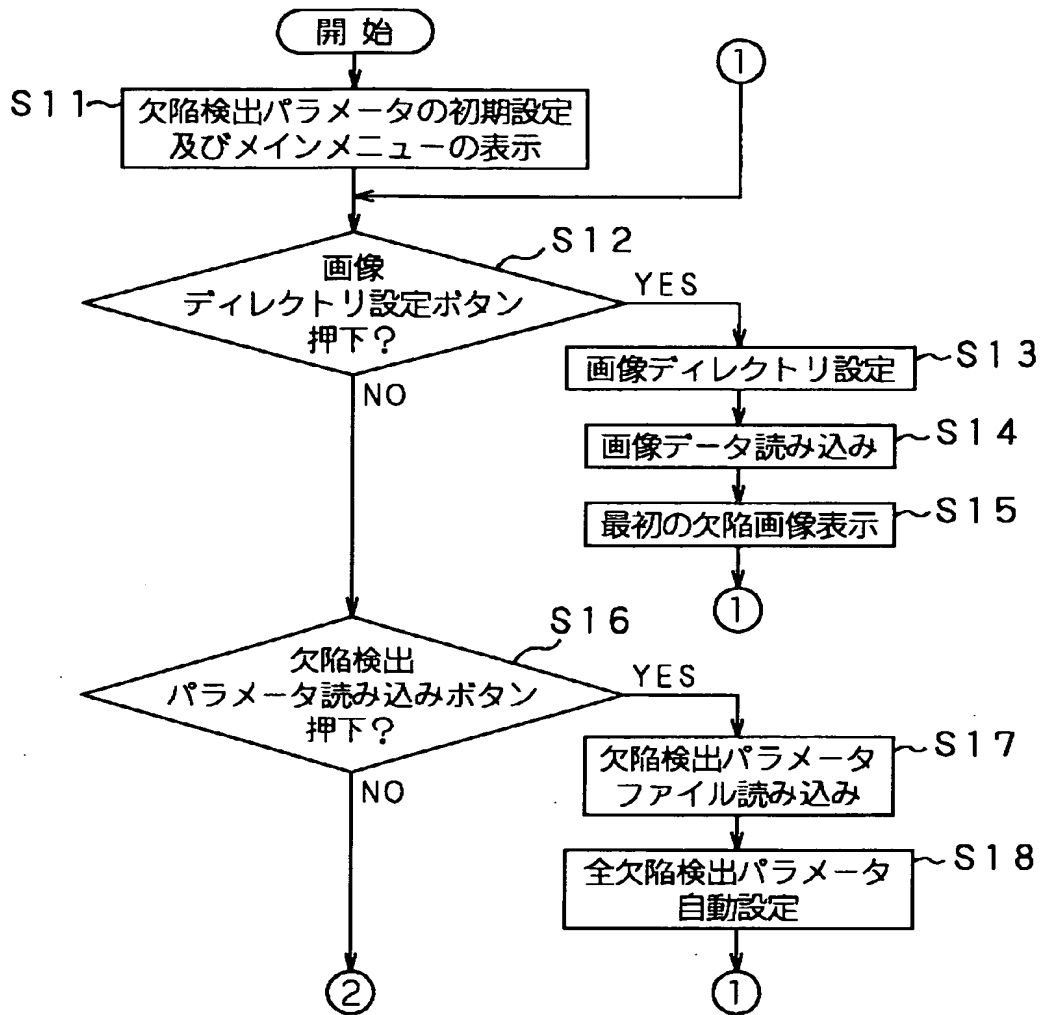 開始
①
S11
欠陥検出パラメータの初期設定
及びメインメニューの表示
S12
画像
ディレクトリ設定ボタン
押下?
YES
NO
画像ディレクトリ設定
S13
画像データ読み込み
S14
最初の欠陥画像表示
S15
①
S16
欠陥検出
パラメータ読み込みボタン
押下?
YES
NO
欠陥検出パラメータ
ファイル読み込み
S17
全欠陥検出パラメータ
自動設定
S18
②
①